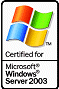 Certified for
Microsoft®
Windows
Server 2003